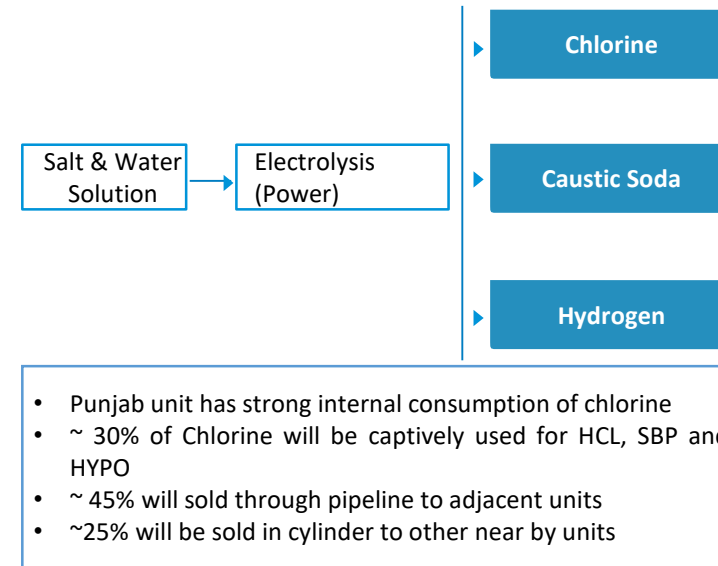 Chlorine
Salt & Water
Solution
Electrolysis
(Power)
Caustic Soda
Hydrogen
• Punjab unit has strong internal consumption of chlorine
• ~ 30% of Chlorine will be captively used for HCL, SBP and
HYPO
• ~ 45% will sold through pipeline to adjacent units
• ~25% will be sold in cylinder to other near by units